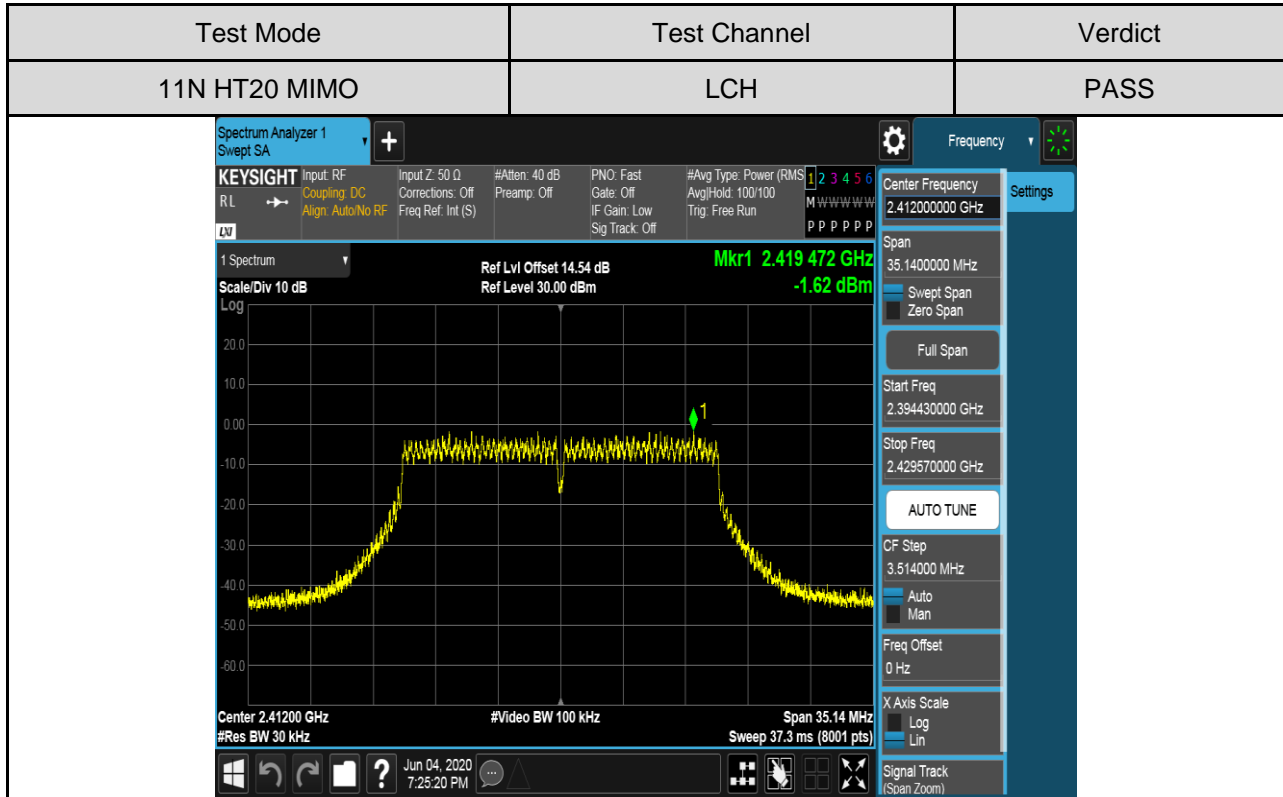 Test Mode Test Channel Verdict
11N HT20 MIMO LCH PASS
Spectrum Analyzer 1
Swept SA
+
Frequency
KEYSIGHT
RL
LXI
Input: RF
Coupling: DC
Align: Auto/No RF
Input Z: 50 Ω
Corrections: Off
Freq Ref: Int (S)
#Atten: 40 dB
Preamp: Off
PNO: Fast
Gate: Off
IF Gain: Low
Sig Track: Off
#Avg Type: Power (RMS
Avg|Hold: 100/100
Trig: Free Run
1 2 3 4 5 6
M W W W W W
P P P P P P
1 Spectrum
Scale/Div 10 dB
Log
Ref Lvl Offset 14.54 dB
Ref Level 30.00 dBm
Mkr1 2.419 472 GHz
-1.62 dBm
20.0
10.0
0.00
-10.0
-20.0
-30.0
-40.0
-50.0
-60.0
1
Center 2.41200 GHz #Video BW 100 kHz Span 35.14 MHz
#Res BW 30 kHz Sweep 37.3 ms (8001 pts)
Center Frequency
2.412000000 GHz
Span
35.1400000 MHz
Swept Span
Zero Span
Full Span
Start Freq
2.394430000 GHz
Stop Freq
2.429570000 GHz
AUTO TUNE
CF Step
3.514000 MHz
Auto
Man
Freq Offset
0 Hz
X Axis Scale
Log
Lin
Signal Track
(Span Zoom)
Settings
?
Jun 04, 2020
7:25:20 PM